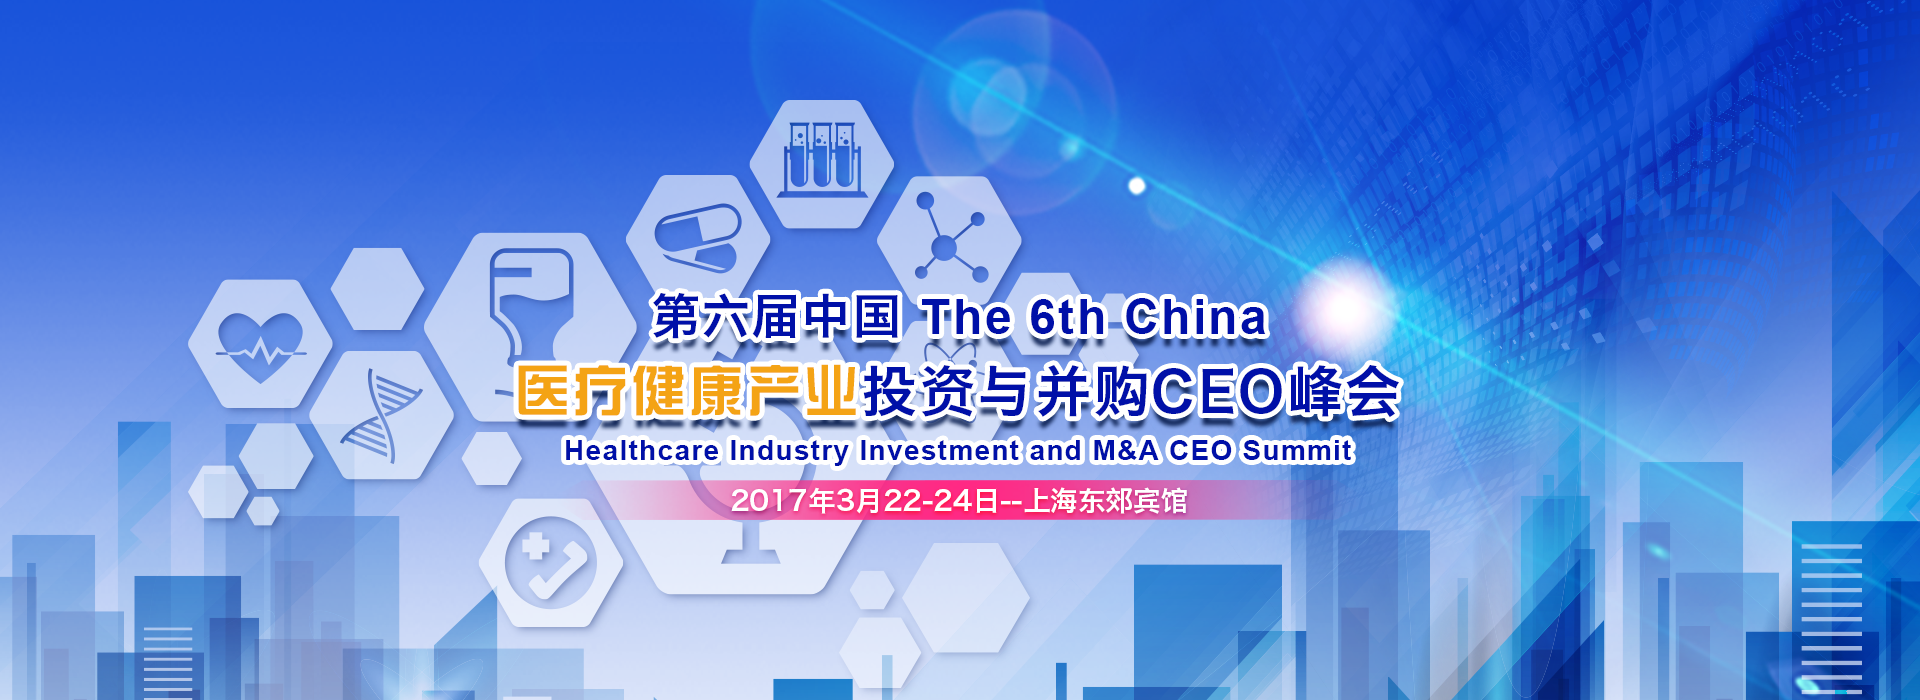 第六届中国 The 6th China
医疗健康产业投资与并购CEO峰会
Healthcare Industry Investment and M&A CEO Summit
2017年3月22-24日--上海东郊宾馆